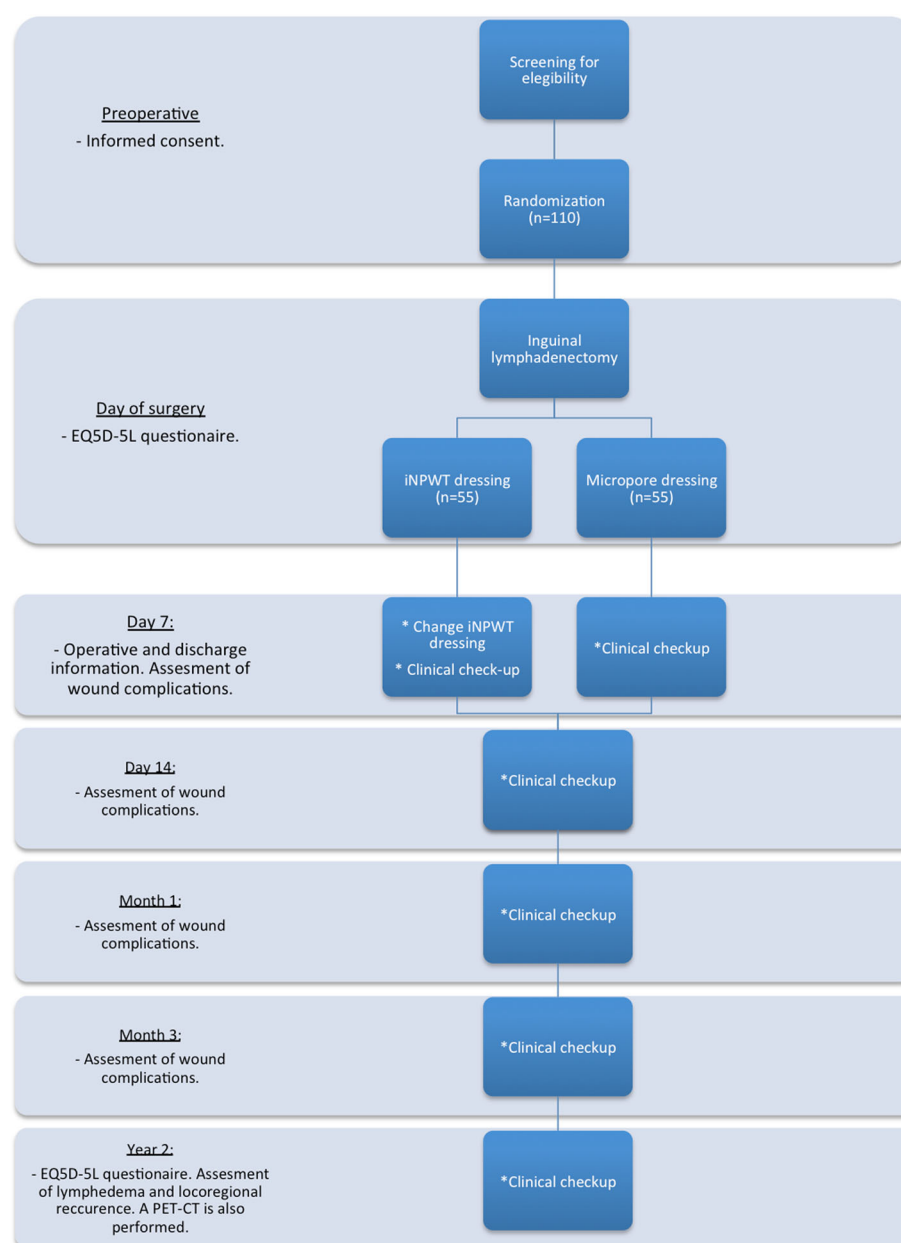 Screening for
elegibility
Preoperative
- Informed consent.
Randomization
(n=110)
Inguinal
lymphadenectomy
Day of surgery
- EQ5D-5L questionaire.
iNPWT dressing
(n=55)
Micropore dressing
(n=55)
Day 7:
- Operative and discharge
information. Assesment of
wound complications.
* Change iNPWT
dressing
* Clinical check-up
*Clinical checkup
Day 14:
- Assesment of wound
complications.
*Clinical checkup
Month 1:
- Assesment of wound
complications.
*Clinical checkup
Month 3:
- Assesment of wound
complications.
*Clinical checkup
Year 2:
- EQ5D-5L questionaire. Assesment
of lymphedema and locoregional
reccurence. A PET-CT is also
performed.
*Clinical checkup